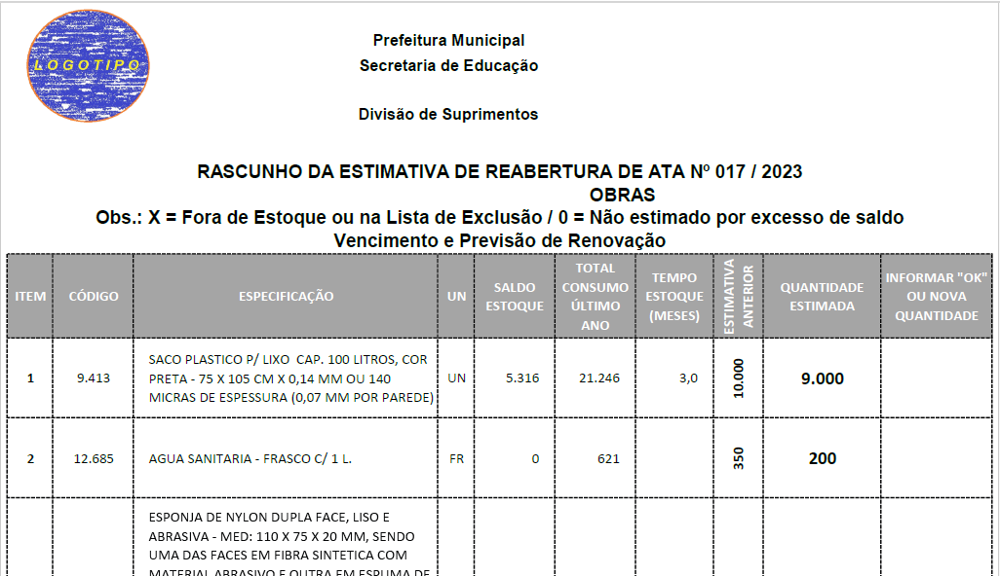 LOGOTIPO
Prefeitura Municipal
Secretaria de Educação
Divisão de Suprimentos
RASCUNHO DA ESTIMATIVA DE REABERTURA DE ATA Nº 017 / 2023
OBRAS
Obs.: X = Fora de Estoque ou na Lista de Exclusão / 0 = Não estimado por excesso de saldo
Vencimento e Previsão de Renovação
ITEM
CÓDIGO
ESPECIFICAÇÃO
UN
SALDO
ESTOQUE
TOTAL
CONSUMO
ÚLTIMO
ANO
TEMPO
ESTOQUE
(MESES)
ESTIMATIVA
ANTERIOR
QUANTIDADE
ESTIMADA
INFORMAR "OK"
OU NOVA
QUANTIDADE
1
9.413
SACO PLASTICO P/ LIXO CAP. 100 LITROS, COR
PRETA - 75 X 105 CM X 0,14 MM OU 140
MICRAS DE ESPESSURA (0,07 MM POR PAREDE)
UN
5.316
21.246
3,0
10.000
9.000
2
12.685
AGUA SANITARIA - FRASCO C/ 1 L.
FR
0
621
350
200
ESPONJA DE NYLON DUPLA FACE, LISO E
ABRASIVA - MED: 110 X 75 X 20 MM, SENDO
UMA DAS FACES EM FIBRA SINTETICA COM
MATERIAL ABRASIVO E OUTRA EM ESPUMA DE